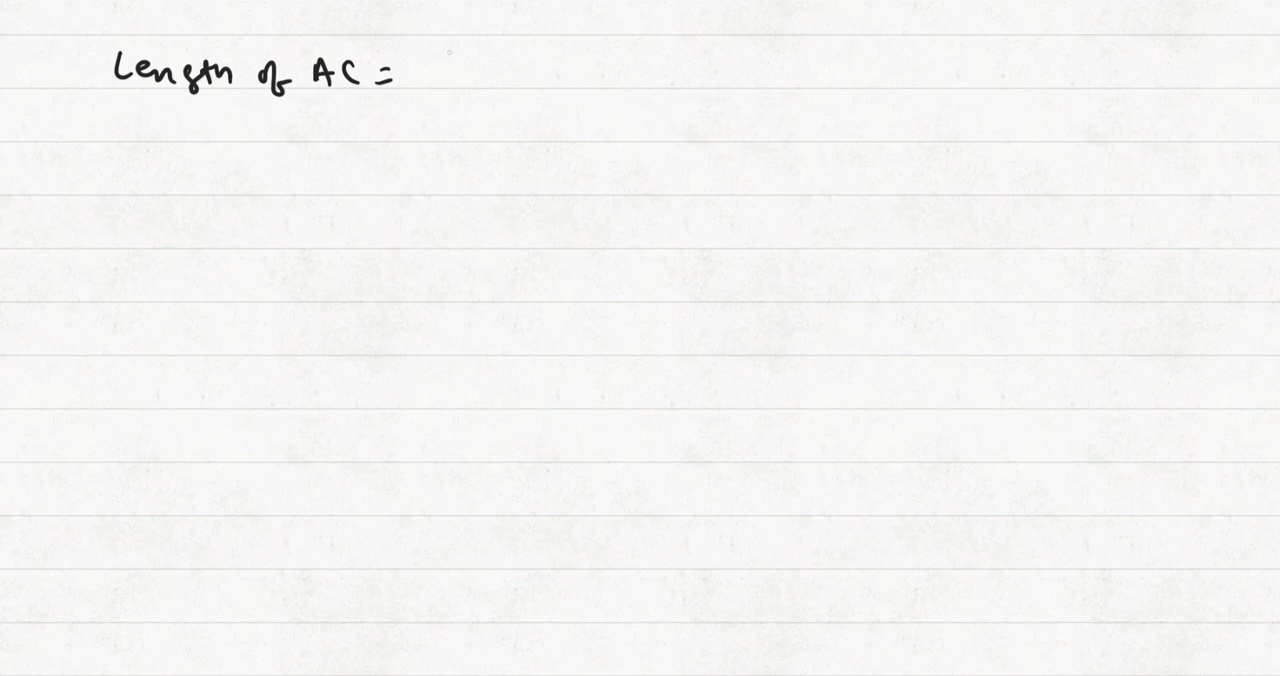 Length of AC =